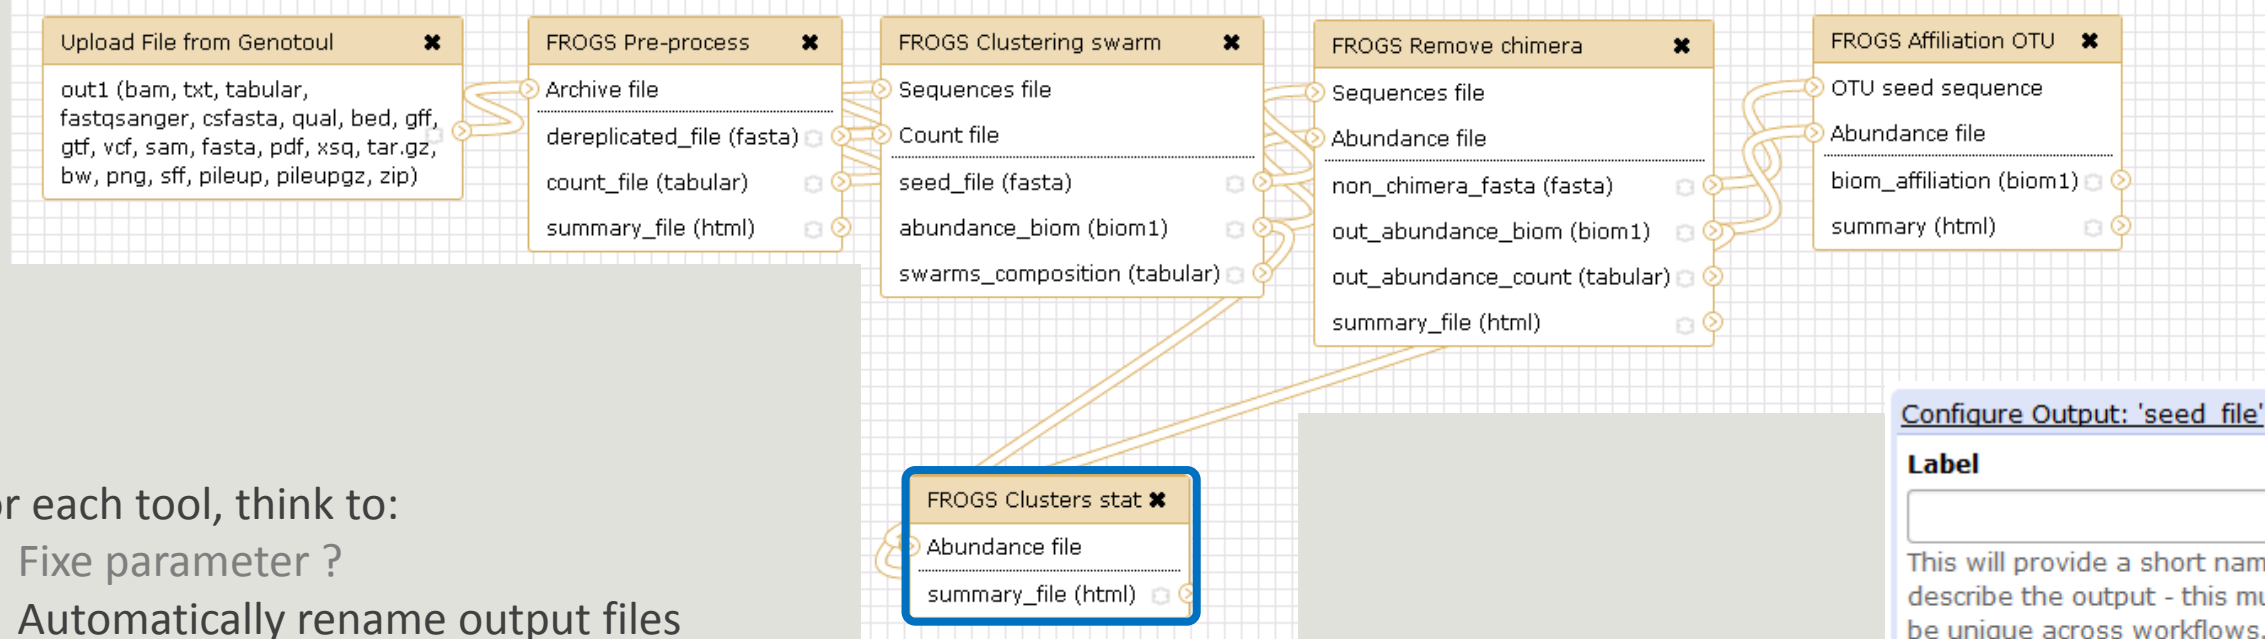 Upload File from Genotoul
out1 (bam, txt, tabular,
fastqsanger, csfasta, qual, bed, gff,
gtf, vcf, sam, fasta, pdf, xsq, tar.gz,
bw, png, sff, pileup, pileupgz, zip)
FROGS Pre-process
Archive file
dereplicated_file (fasta)
count_file (tabular)
summary_file (html)
FROGS Clustering swarm
Sequences file
Count file
seed_file (fasta)
abundance_biom (biom1)
swarms_composition (tabular)
FROGS Remove chimera
Sequences file
Abundance file
non_chimera_fasta (fasta)
out_abundance_biom (biom1)
out_abundance_count (tabular)
summary_file (html)
FROGS Affiliation OTU
OTU seed sequence
Abundance file
biom_affiliation (biom1)
summary (html)
FROGS Clusters stat
Abundance file
summary_file (html)
r each tool, think to:
Fixe parameter ?
Automatically rename output files
Configure Output: 'seed_file'
Label
This will provide a short nam
describe the output - this mu
be unique across workflows.